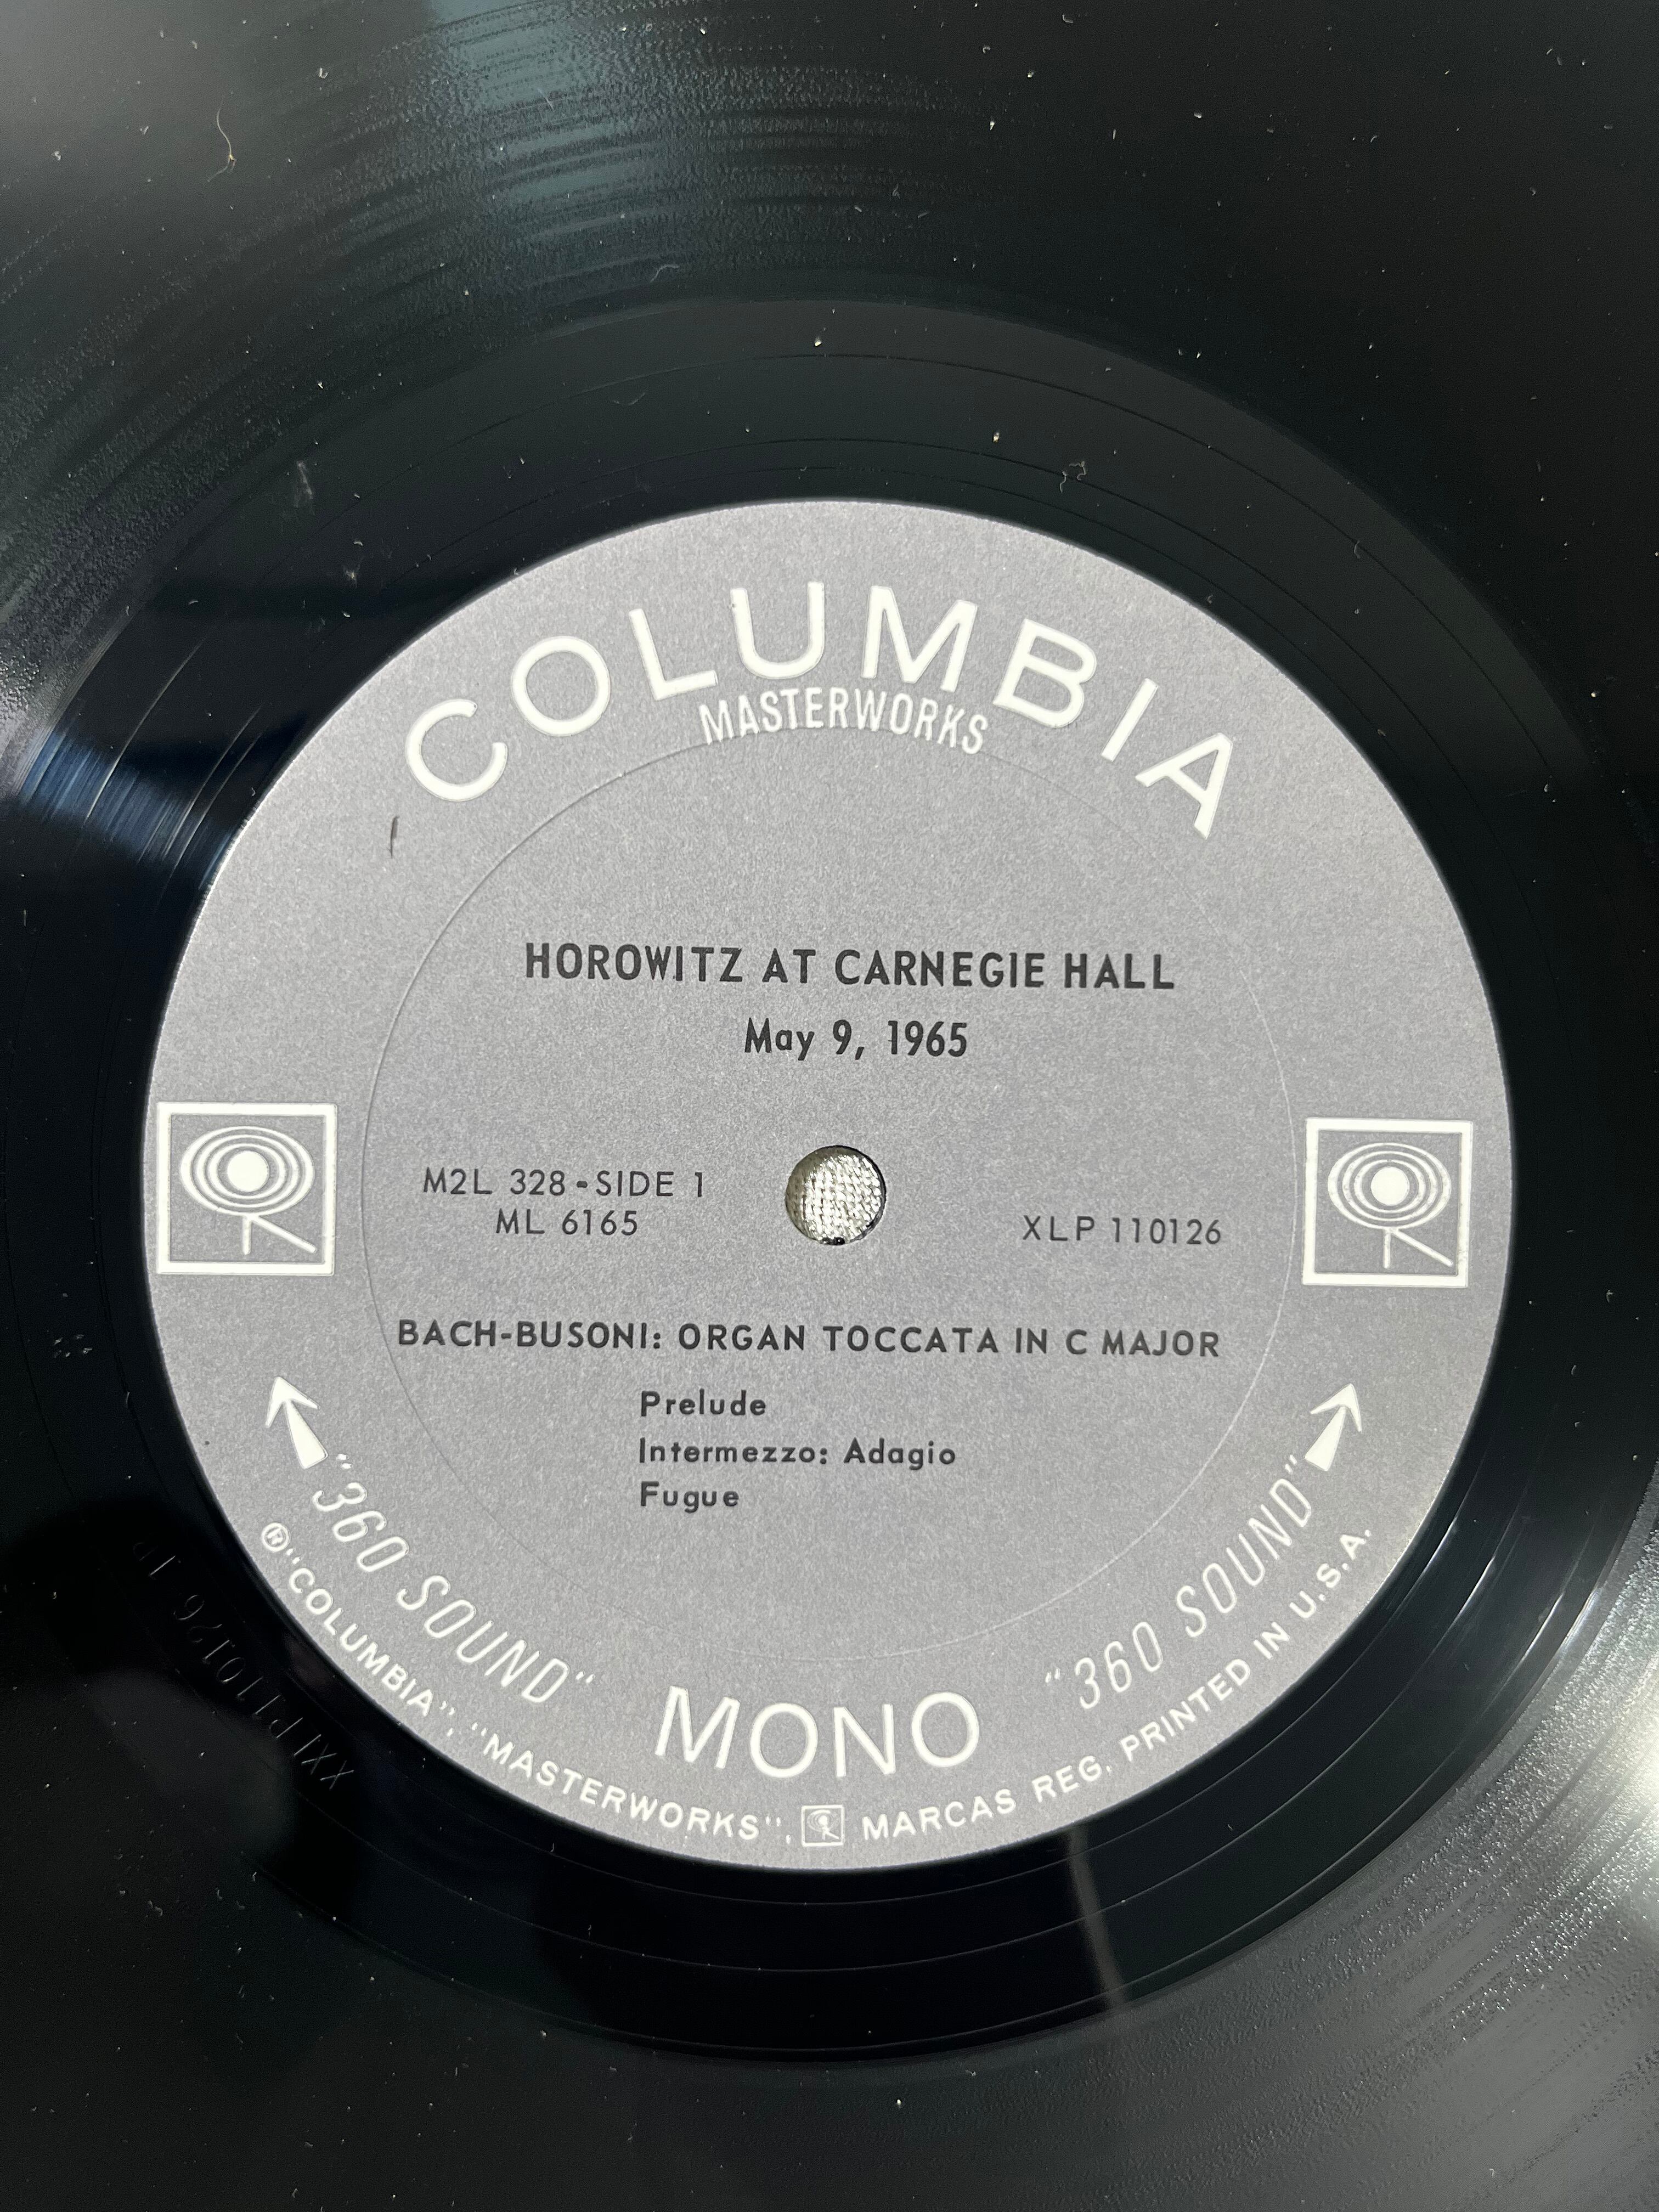 COLUMBIA
MASTERWORKS
HOROWITZ AT CARNEGIE HALL
May 9, 1965
M2L 328-SIDE 1
ML 6165
XLP 110126
BACH-BUSONI: ORGAN TOCCATA IN C MAJOR
Prelude
Intermezzo: Adagio
Fugue
"360 SOUND" MONO "360 SOUND"
® "COLUMBIA", "MASTERWORKS", MARCAS REG. PRINTED IN U.S.A.